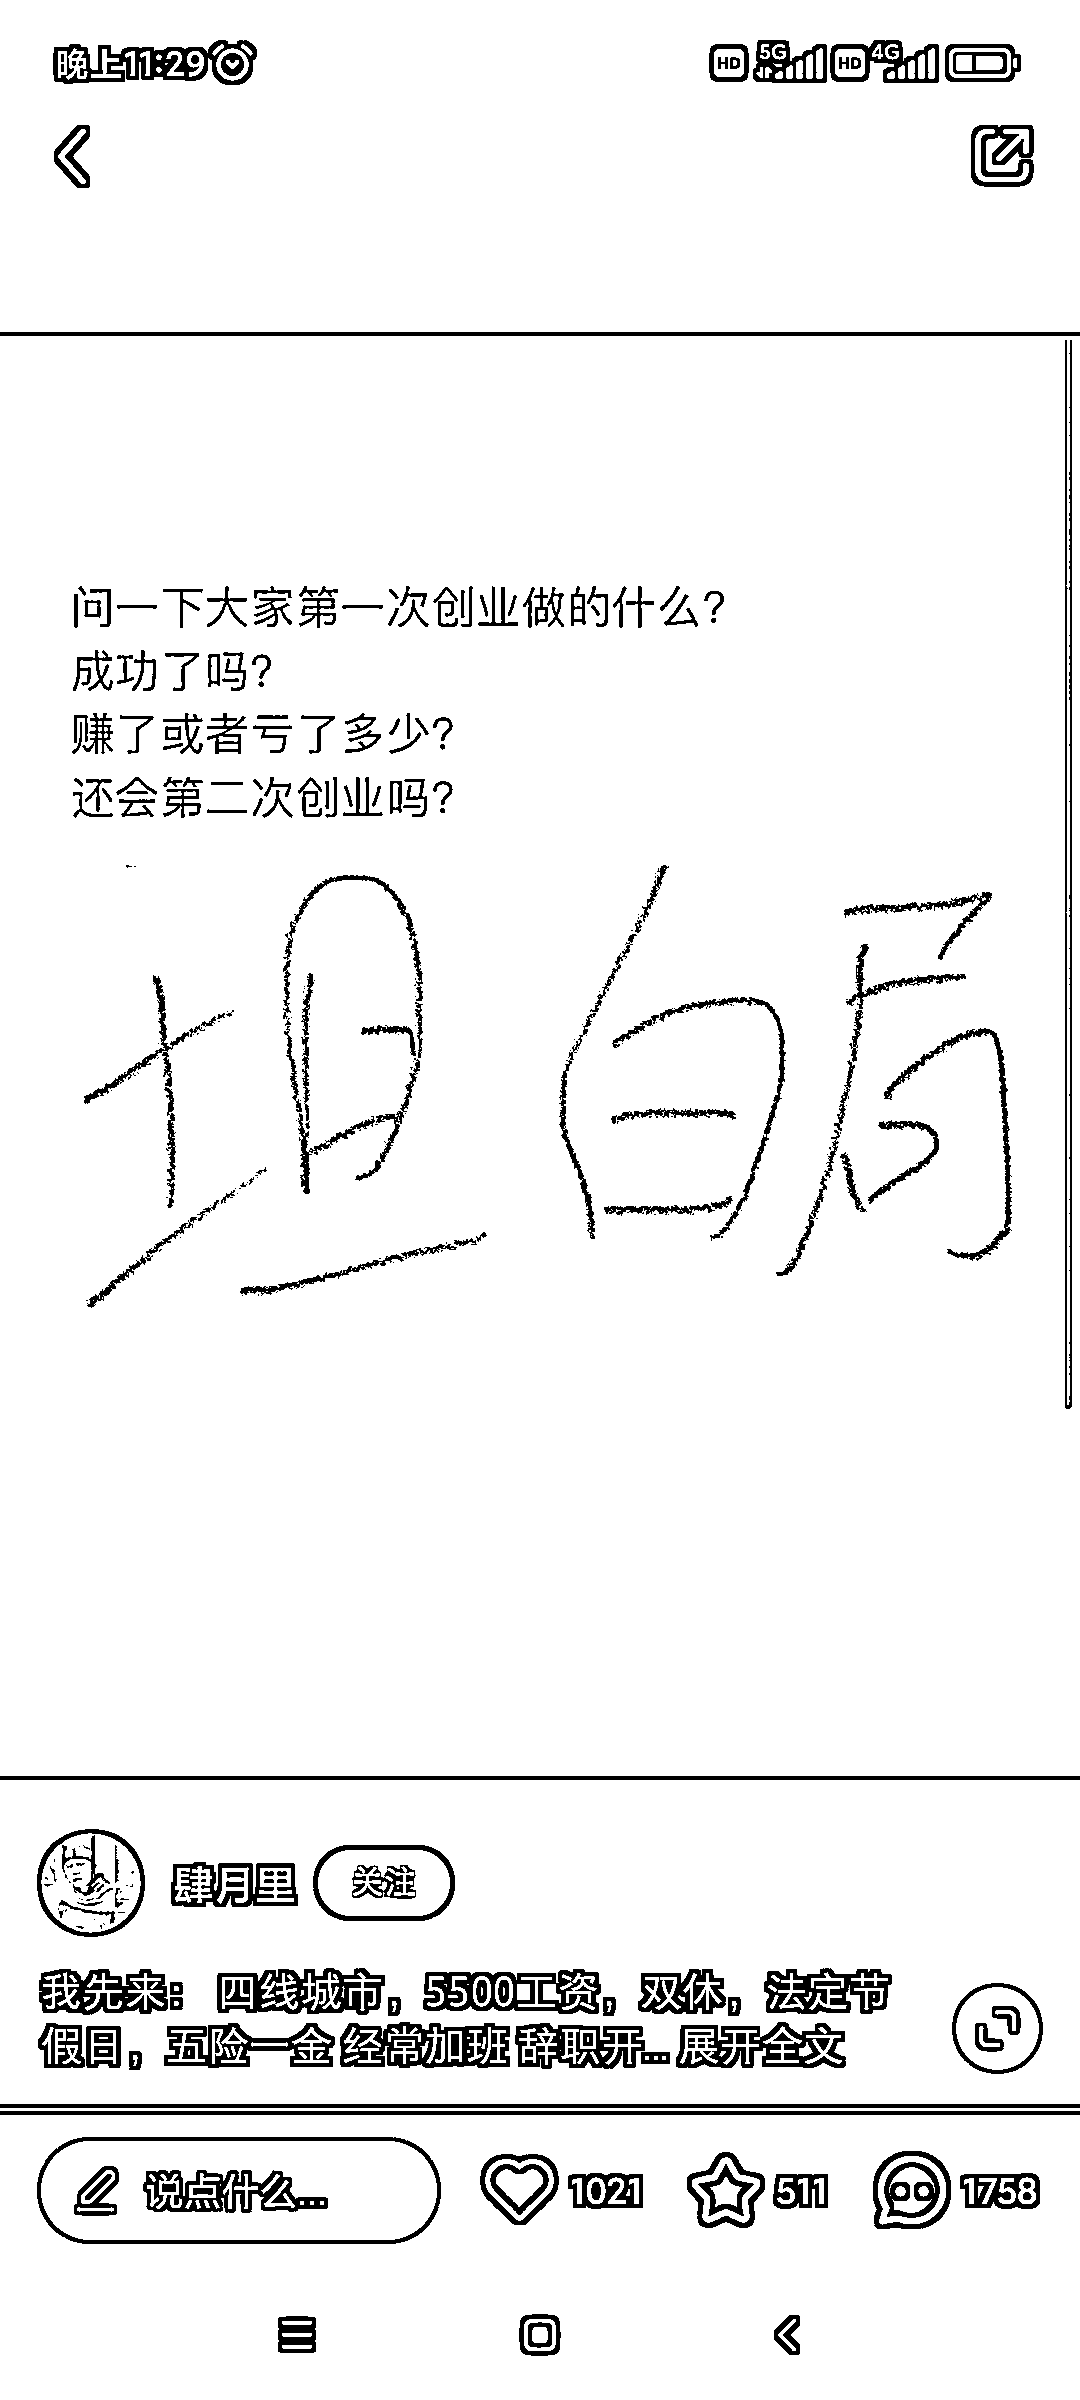 晚上11:29
HD 5G HD 4G
问一下大家第一次创业做的什么?
成功了吗?
赚了或者亏了多少?
还会第二次创业吗?
坦白局
肆月里 关注
我先来： 四线城市，5500工资，双休，法定节
假日，五险一金 经常加班 辞职开... 展开全文
说点什么... 1021 511 1758